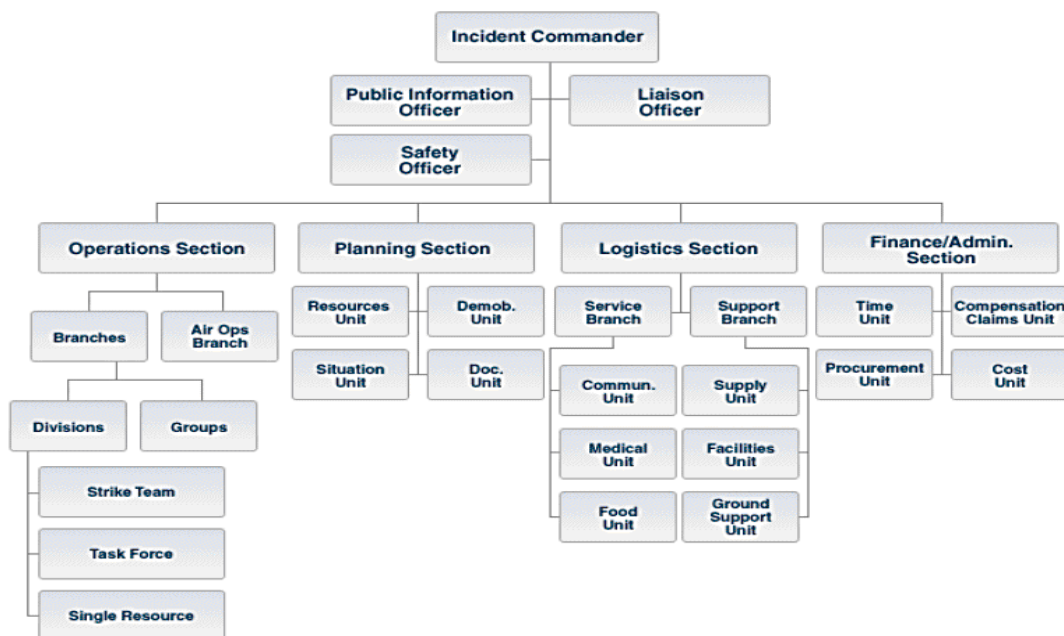 Incident Commander
Public Information
Officer
Liaison
Officer
Safety
Officer
Operations Section
Planning Section
Logistics Section
Finance/Admin.
Section
Branches
Air Ops
Branch
Divisions
Groups
Strike Team
Task Force
Single Resource
Resources
Unit
Demob.
Unit
Situation
Unit
Doc.
Unit
Service
Branch
Support
Branch
Commun.
Unit
Supply
Unit
Medical
Unit
Facilities
Unit
Food
Unit
Ground
Support
Unit
Time
Unit
Compensation
Claims Unit
Procurement
Unit
Cost
Unit